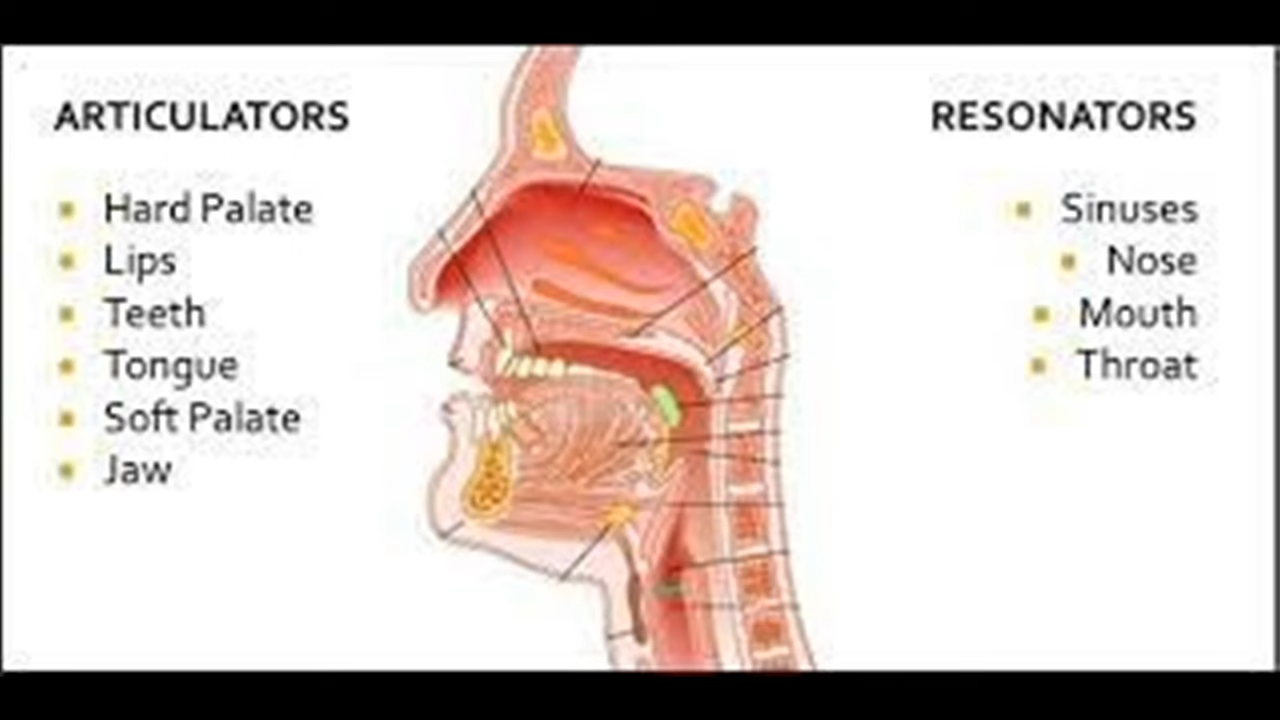 ARTICULATORS
Hard Palate
Lips
Teeth
Tongue
Soft Palate
Jaw
RESONATORS
Sinuses
Nose
Mouth
Throat